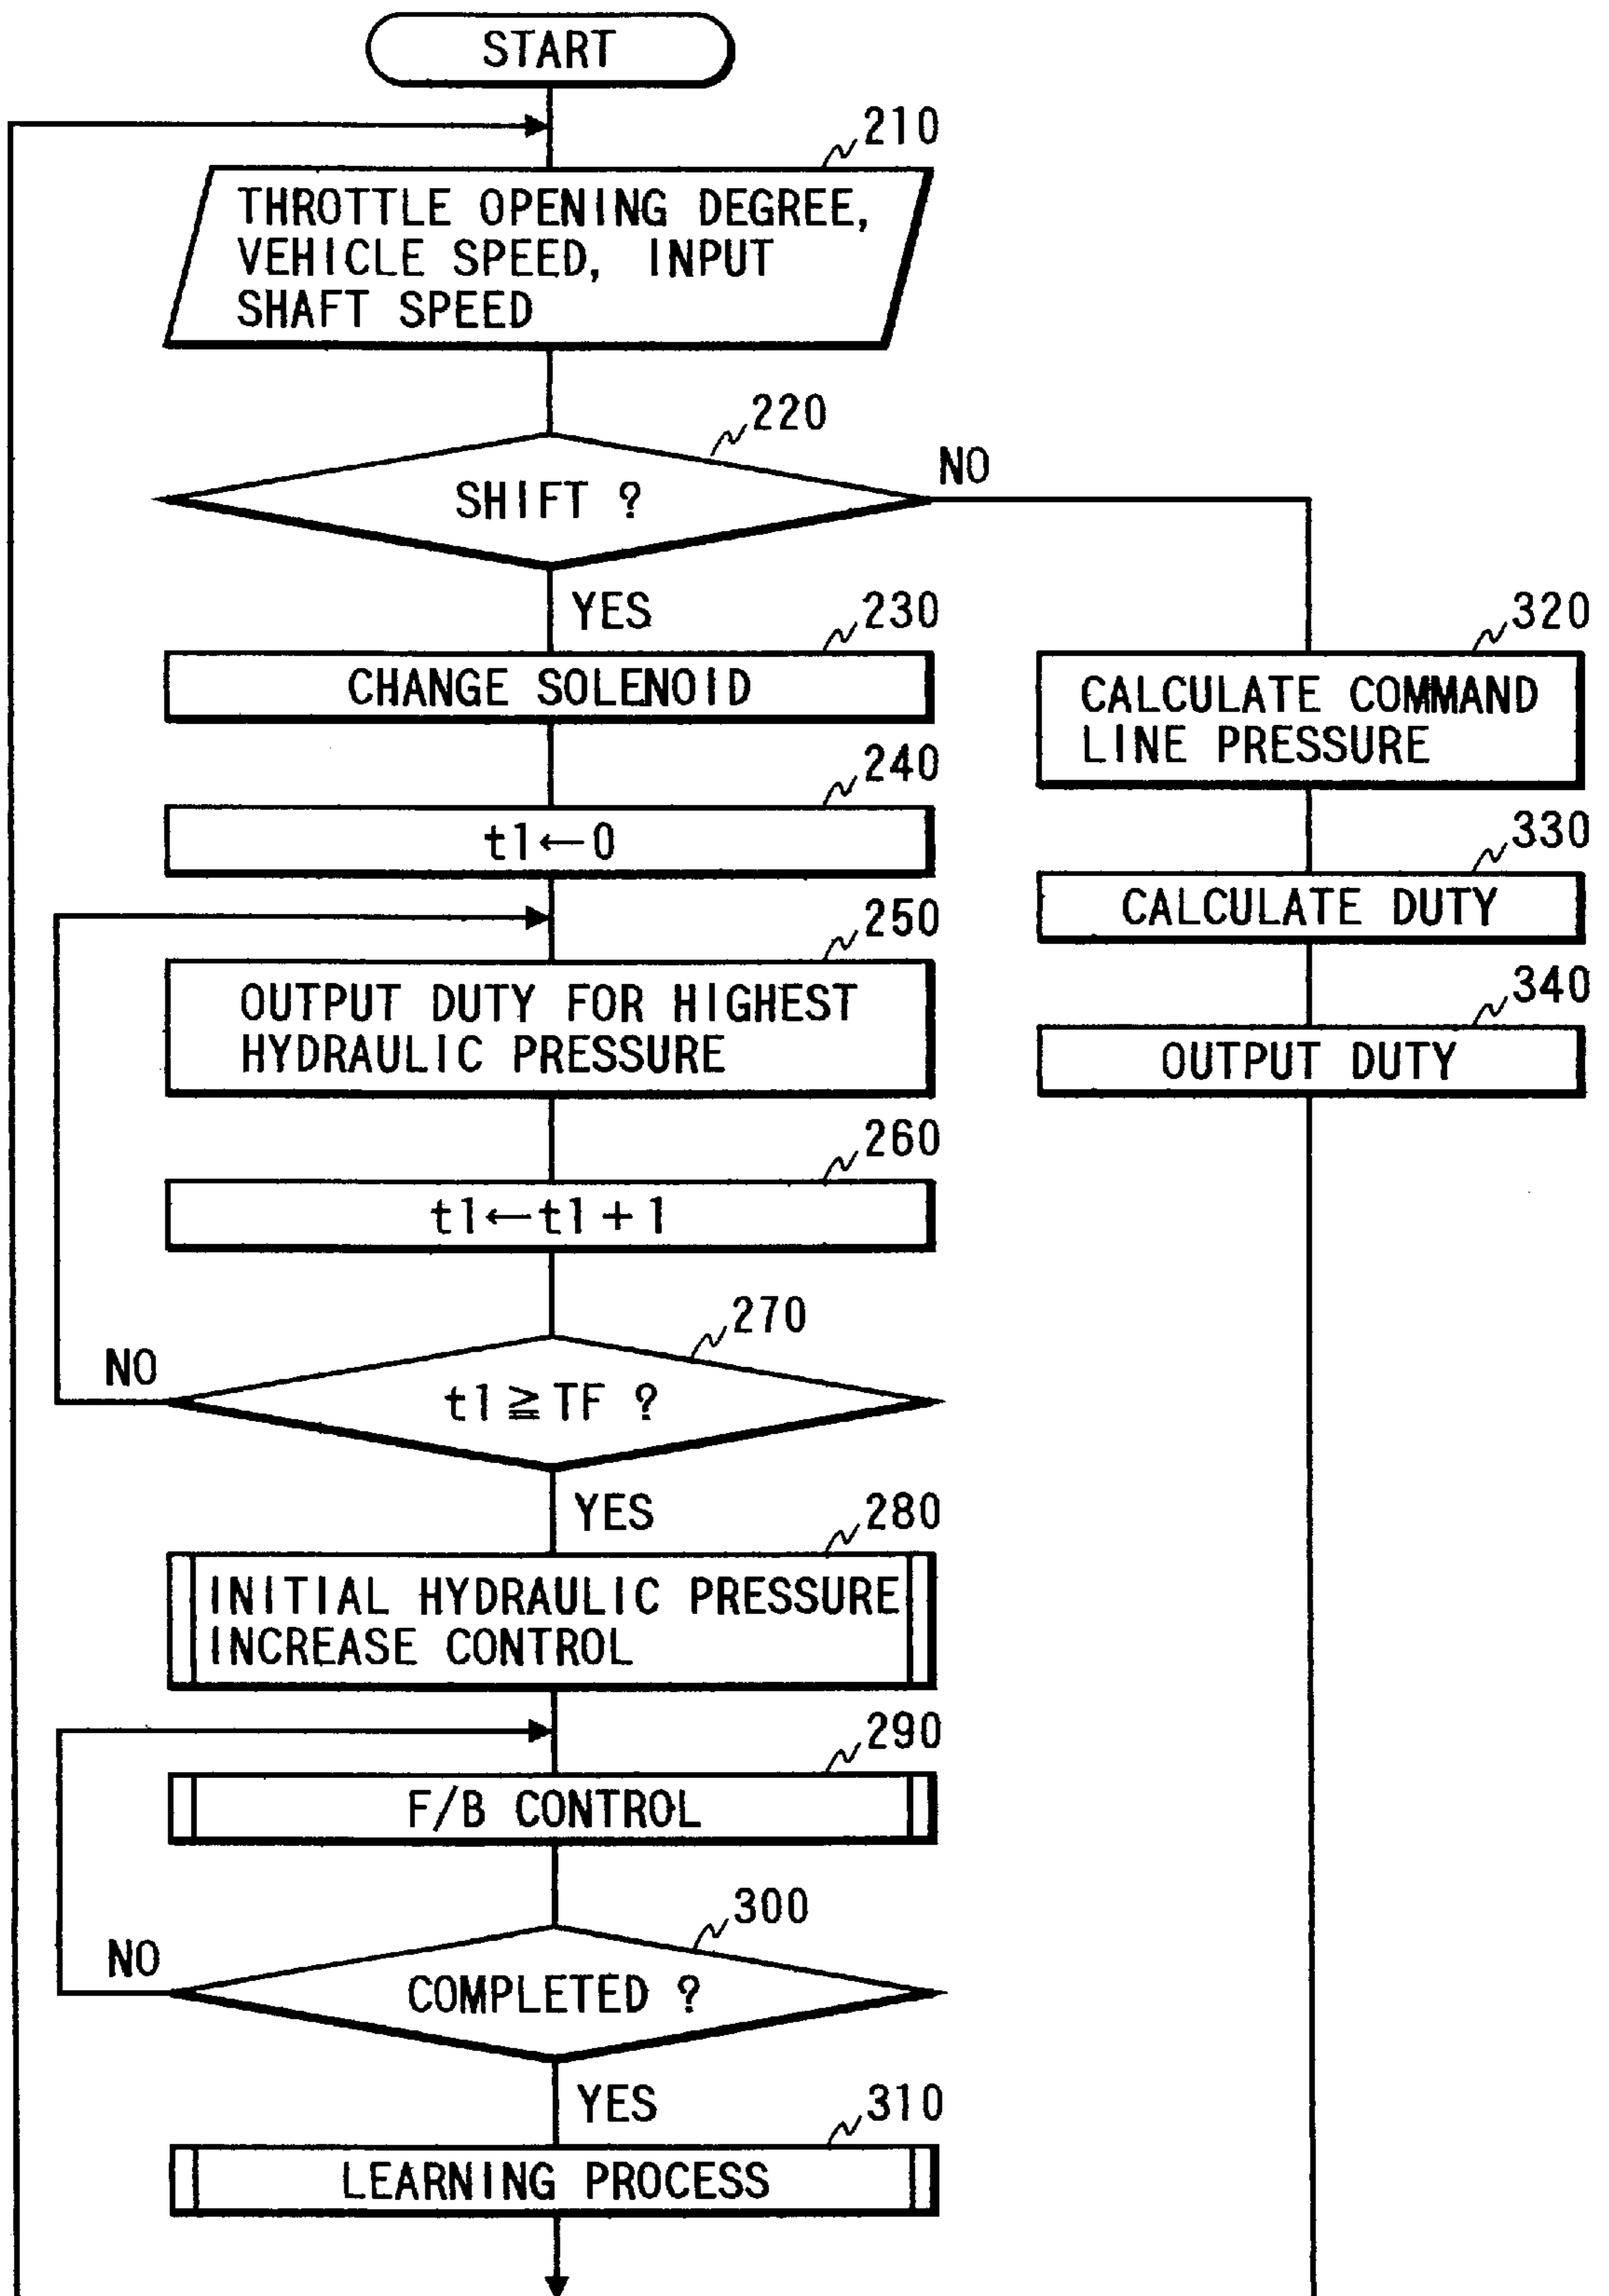 START
210
THROTTLE OPENING DEGREE,
VEHICLE SPEED, INPUT
SHAFT SPEED
220
SHIFT ?
NO
YES
230
CHANGE SOLENOID
240
t1←0
250
OUTPUT DUTY FOR HIGHEST
HYDRAULIC PRESSURE
260
t1←t1+1
270
t1≧TF ?
NO
YES
280
INITIAL HYDRAULIC PRESSURE
INCREASE CONTROL
290
F/B CONTROL
300
COMPLETED ?
NO
YES
310
LEARNING PROCESS
320
CALCULATE COMMAND
LINE PRESSURE
330
CALCULATE DUTY
340
OUTPUT DUTY